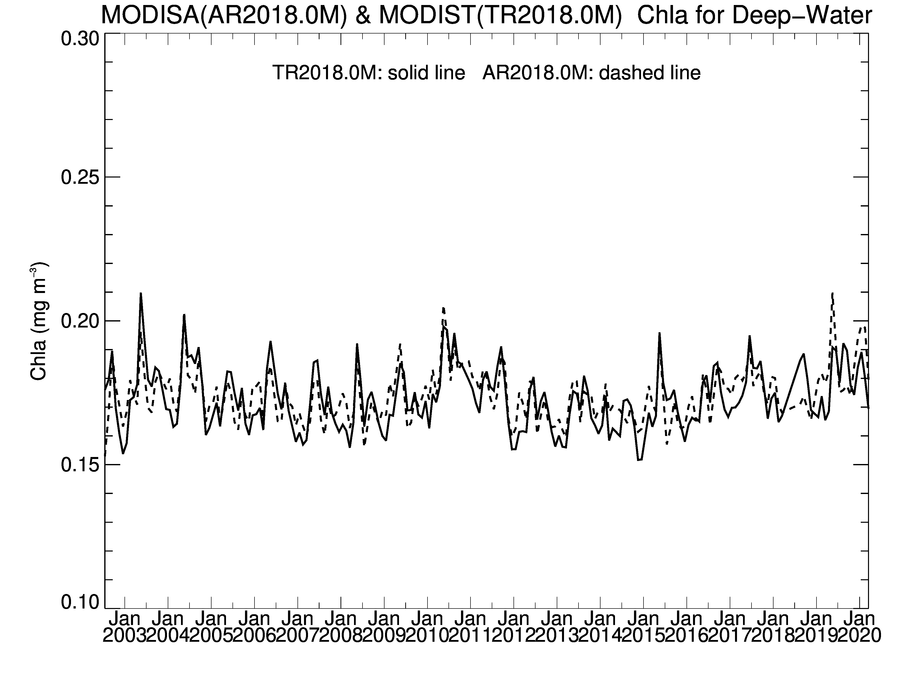 MODISA(AR2018.0M) & MODIST(TR2018.0M)  Chla for Deep−Water
TR2018.0M: solid line   AR2018.0M: dashed line
0.30
0.25
0.20
0.15
0.10
Chla (mg m⁻³)
Jan Jan Jan Jan Jan Jan Jan Jan Jan Jan Jan Jan Jan Jan Jan Jan Jan Jan
2003 2004 2005 2006 2007 2008 2009 2010 2011 2012 2013 2014 2015 2016 2017 2018 2019 2020